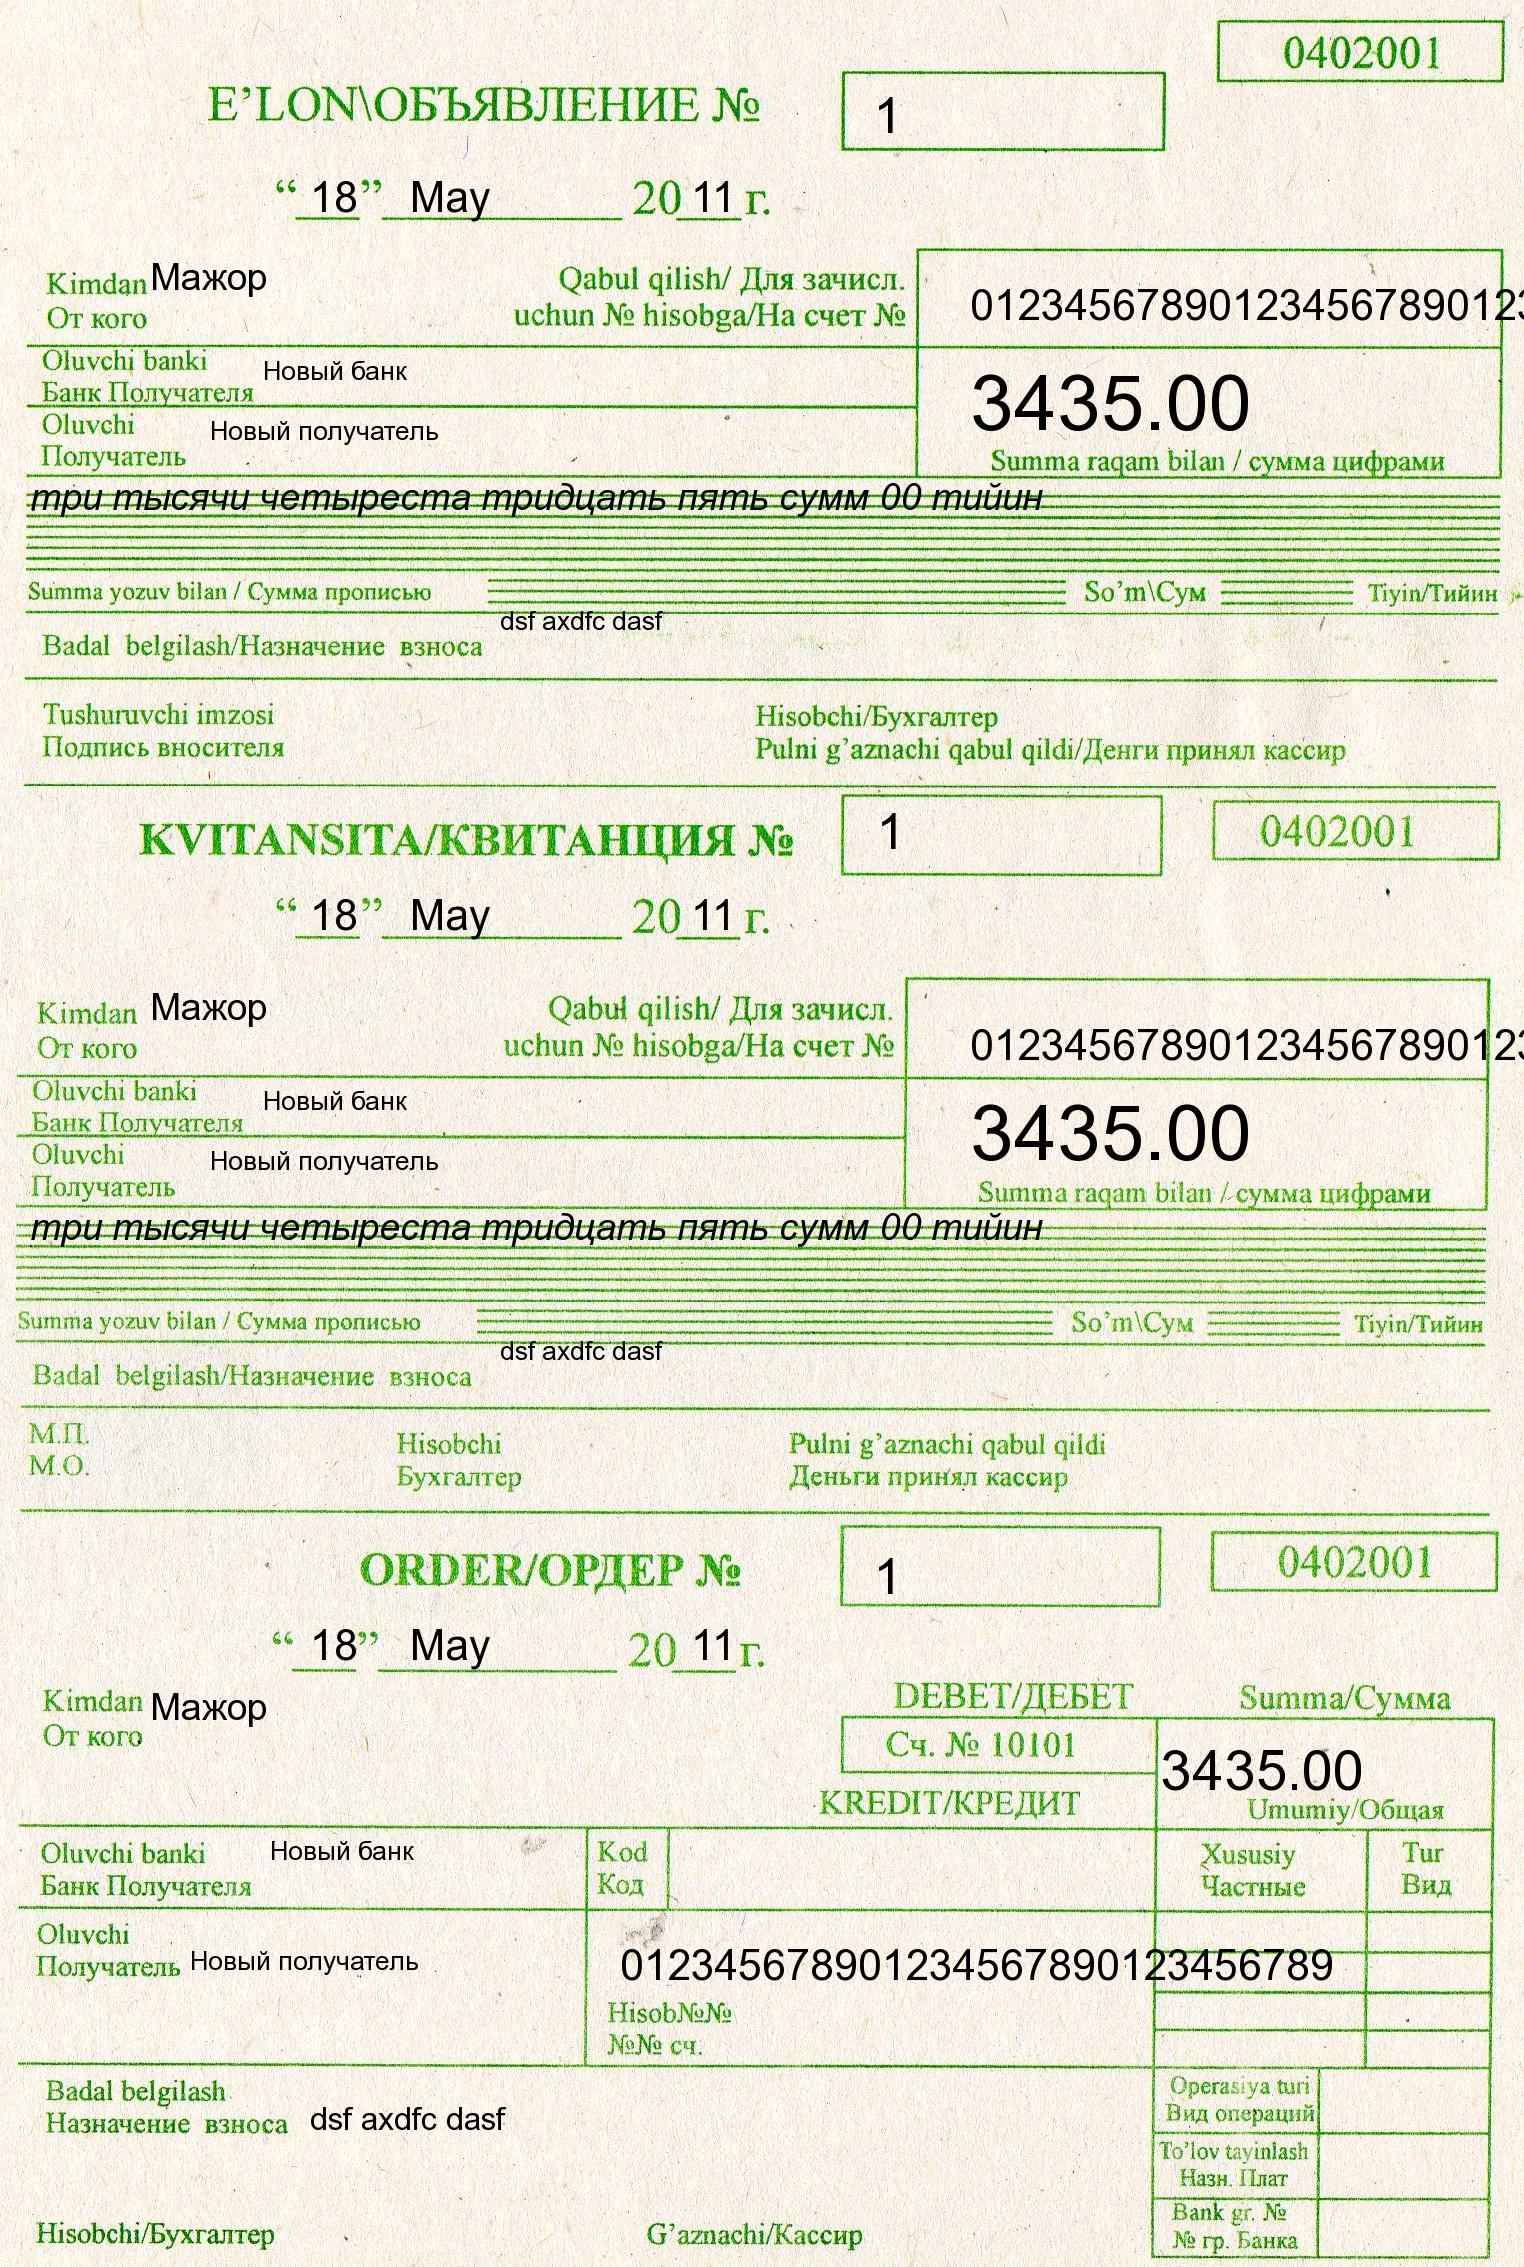 0402001
E’LON\ОБЪЯВЛЕНИЕ № 1
“ 18 ” May 20 11 г.
Kimdan Мажор
От кого
Qabul qilish/ Для зачисл.
uchun № hisobga/На счет №
01234567890123456789012
Oluvchi banki
Банк Получателя Новый банк
Oluvchi
Получатель Новый получатель
3435.00
Summa raqam bilan / сумма цифрами
три тысячи четыреста тридцать пять сумм 00 тийин
Summa yozuv bilan / Сумма прописью So’m\Сум Tiyin/Тийин
dsf axdfc dasf
Badal belgilash/Назначение взноса
Tushuruvchi imzosi
Подпись вносителя
Hisobchi/Бухгалтер
Pulni g’aznachi qabul qildi/Денги принял кассир
KVITANSITA/КВИТАНЦИЯ № 1 0402001
“ 18 ” May 20 11 г.
Kimdan Мажор
От кого
Qabul qilish/ Для зачисл.
uchun № hisobga/На счет №
01234567890123456789012
Oluvchi banki
Банк Получателя Новый банк
Oluvchi
Получатель Новый получатель
3435.00
Summa raqam bilan / сумма цифрами
три тысячи четыреста тридцать пять сумм 00 тийин
Summa yozuv bilan / Сумма прописью So’m\Сум Tiyin/Тийин
dsf axdfc dasf
Badal belgilash/Назначение взноса
М.П.
М.О.
Hisobchi
Бухгалтер
Pulni g’aznachi qabul qildi
Деньги принял кассир
ORDER/ОРДЕР № 1 0402001
“ 18 ” May 20 11 г.
Kimdan Мажор
От кого
DEBET/ДЕБЕТ Summa/Сумма
Сч. № 10101
3435.00
KREDIT/КРЕДИТ Umumiy/Общая
Oluvchi banki Новый банк
Банк Получателя
Kod
Код
Xususiy
Частные
Tur
Вид
Oluvchi
Получатель Новый получатель
012345678901234567890123456789
Hisob№№
№№ сч.
Badal belgilash
Назначение взноса dsf axdfc dasf
Operasiya turi
Вид операций
To’lov tayinlash
Назн. Плат
Bank gr. №
№ гр. Банка
Hisobchi/Бухгалтер G’aznachi/Кассир